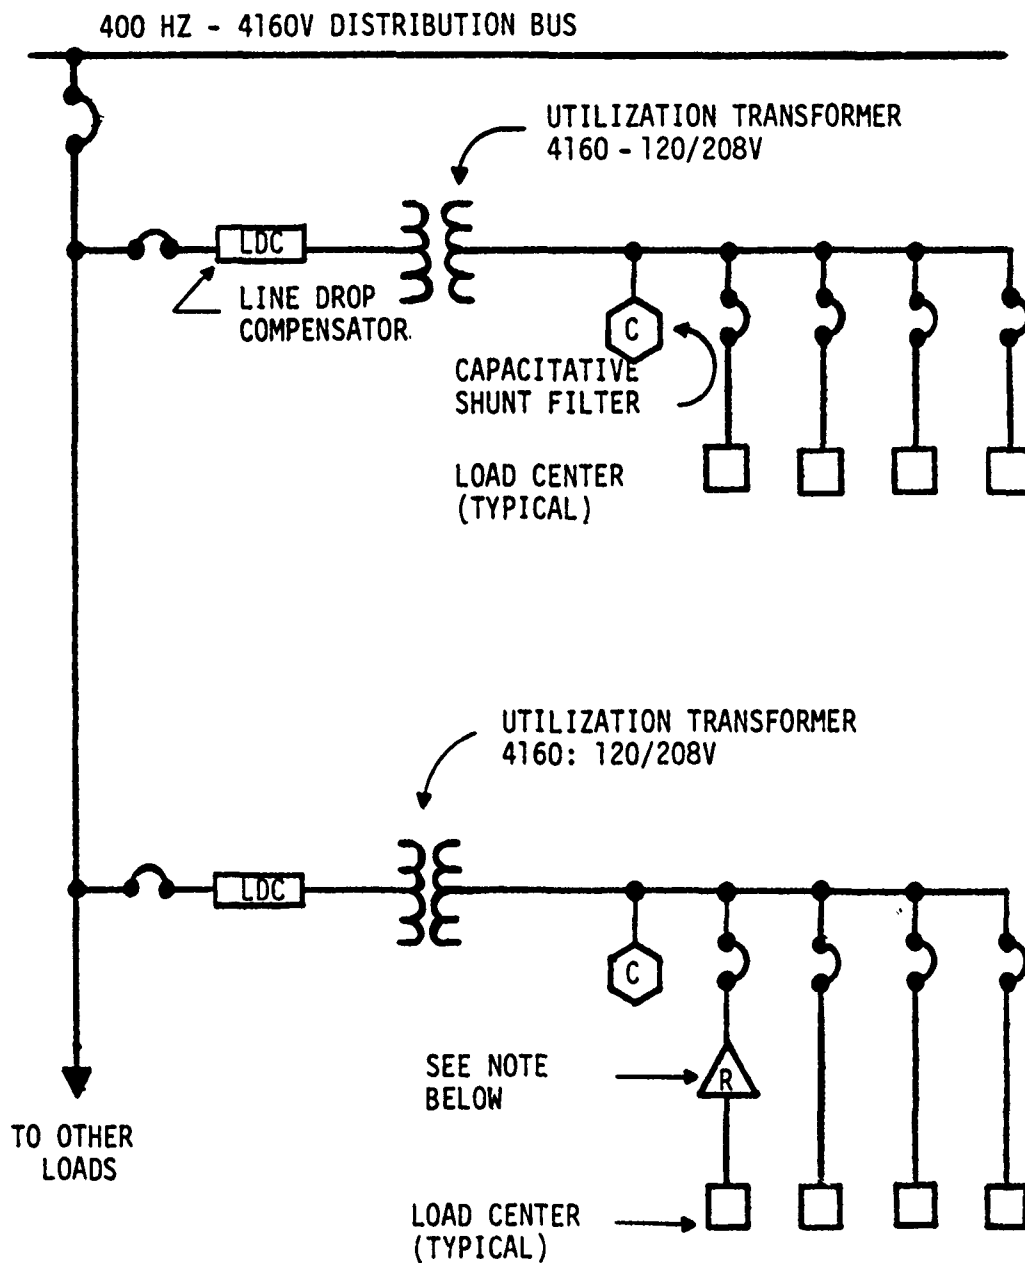 400 HZ - 4160V DISTRIBUTION BUS
UTILIZATION TRANSFORMER
4160 - 120/208V
LDC
LINE DROP
COMPENSATOR.
C
CAPACITATIVE
SHUNT FILTER
LOAD CENTER
(TYPICAL)
UTILIZATION TRANSFORMER
4160: 120/208V
LDC
C
SEE NOTE
BELOW
R
TO OTHER
LOADS
LOAD CENTER
(TYPICAL)